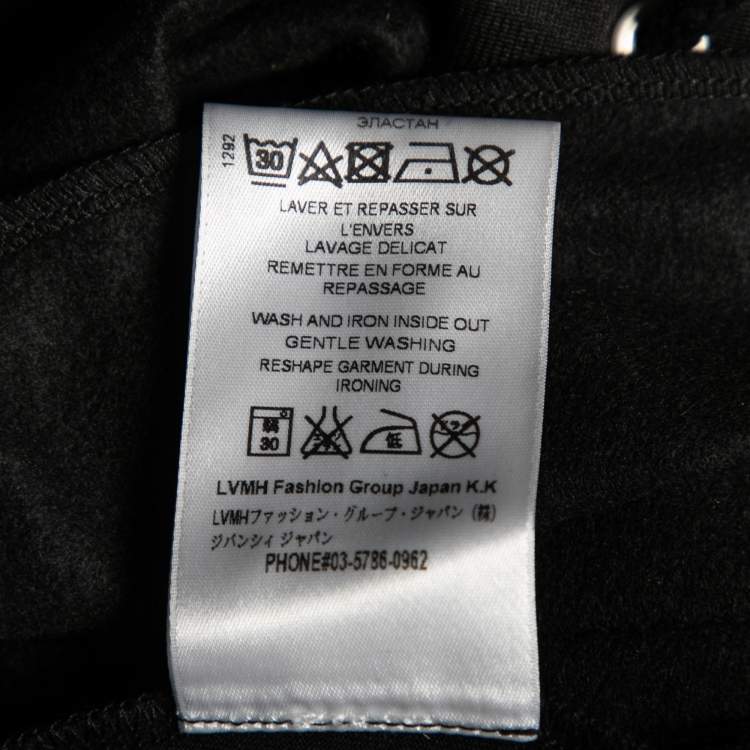 ЭЛАСТАН
1292
30
LAVER ET REPASSER SUR
L'ENVERS
LAVAGE DELICAT
REMETTRE EN FORME AU
REPASSAGE
WASH AND IRON INSIDE OUT
GENTLE WASHING
RESHAPE GARMENT DURING
IRONING
弱
30
低
LVMH Fashion Group Japan K.K
LVMHファッション・グループ・ジャパン (株)
ジバンシィ ジャパン
PHONE#03-5786-0962